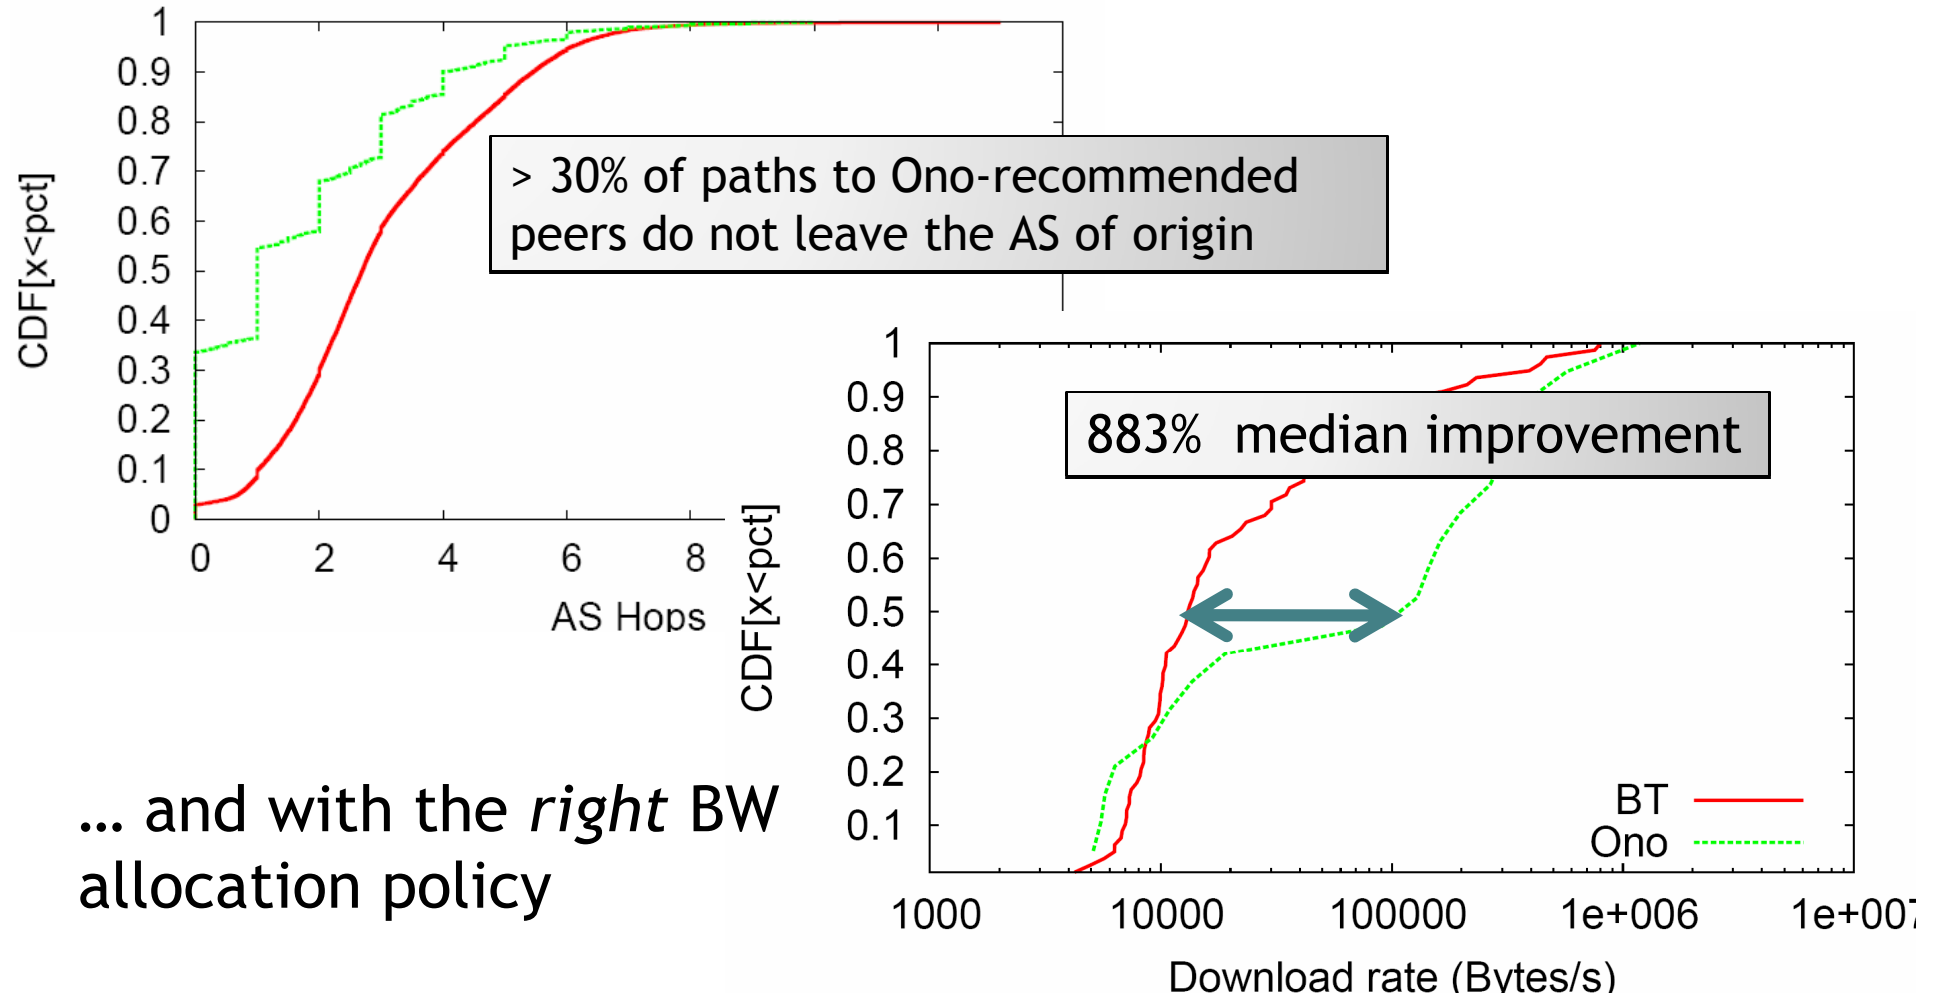 1
0.9
0.8
0.7
0.6
0.5
0.4
0.3
0.2
0.1
0
CDF[x<pct]
0 2 4 6 8
AS Hops
> 30% of paths to Ono-recommended
peers do not leave the AS of origin
1
0.9
0.8
0.7
0.6
0.5
0.4
0.3
0.2
0.1
CDF[x<pct]
883% median improvement
BT
Ono
1000 10000 100000 1e+006 1e+007
Download rate (Bytes/s)
… and with the right BW
allocation policy